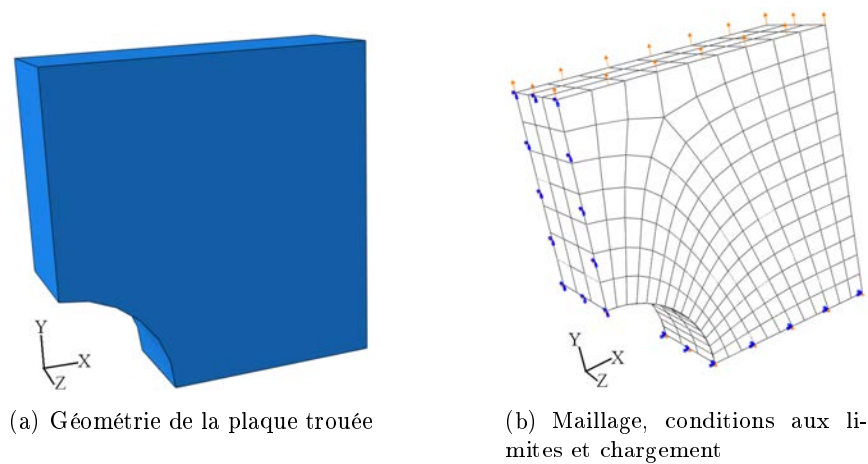 Y
X
Z
Y
X
Z
(a) Géométrie de la plaque trouée
(b) Maillage, conditions aux li-
mites et chargement